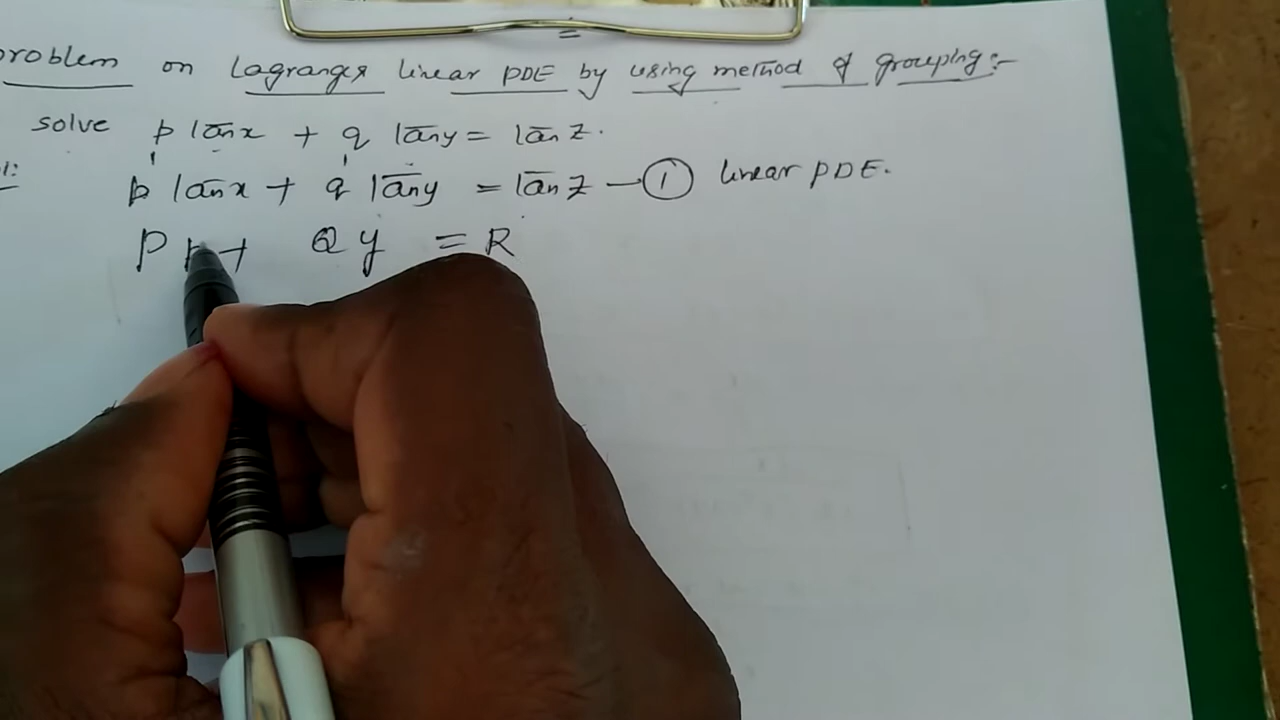 problem on Lagranges linear PDE by using method of grouping:-
solve p tan x + q tan y = tan z.
p tan x + q tan y = tan z — ① linear PDE.
P p + Q y = R